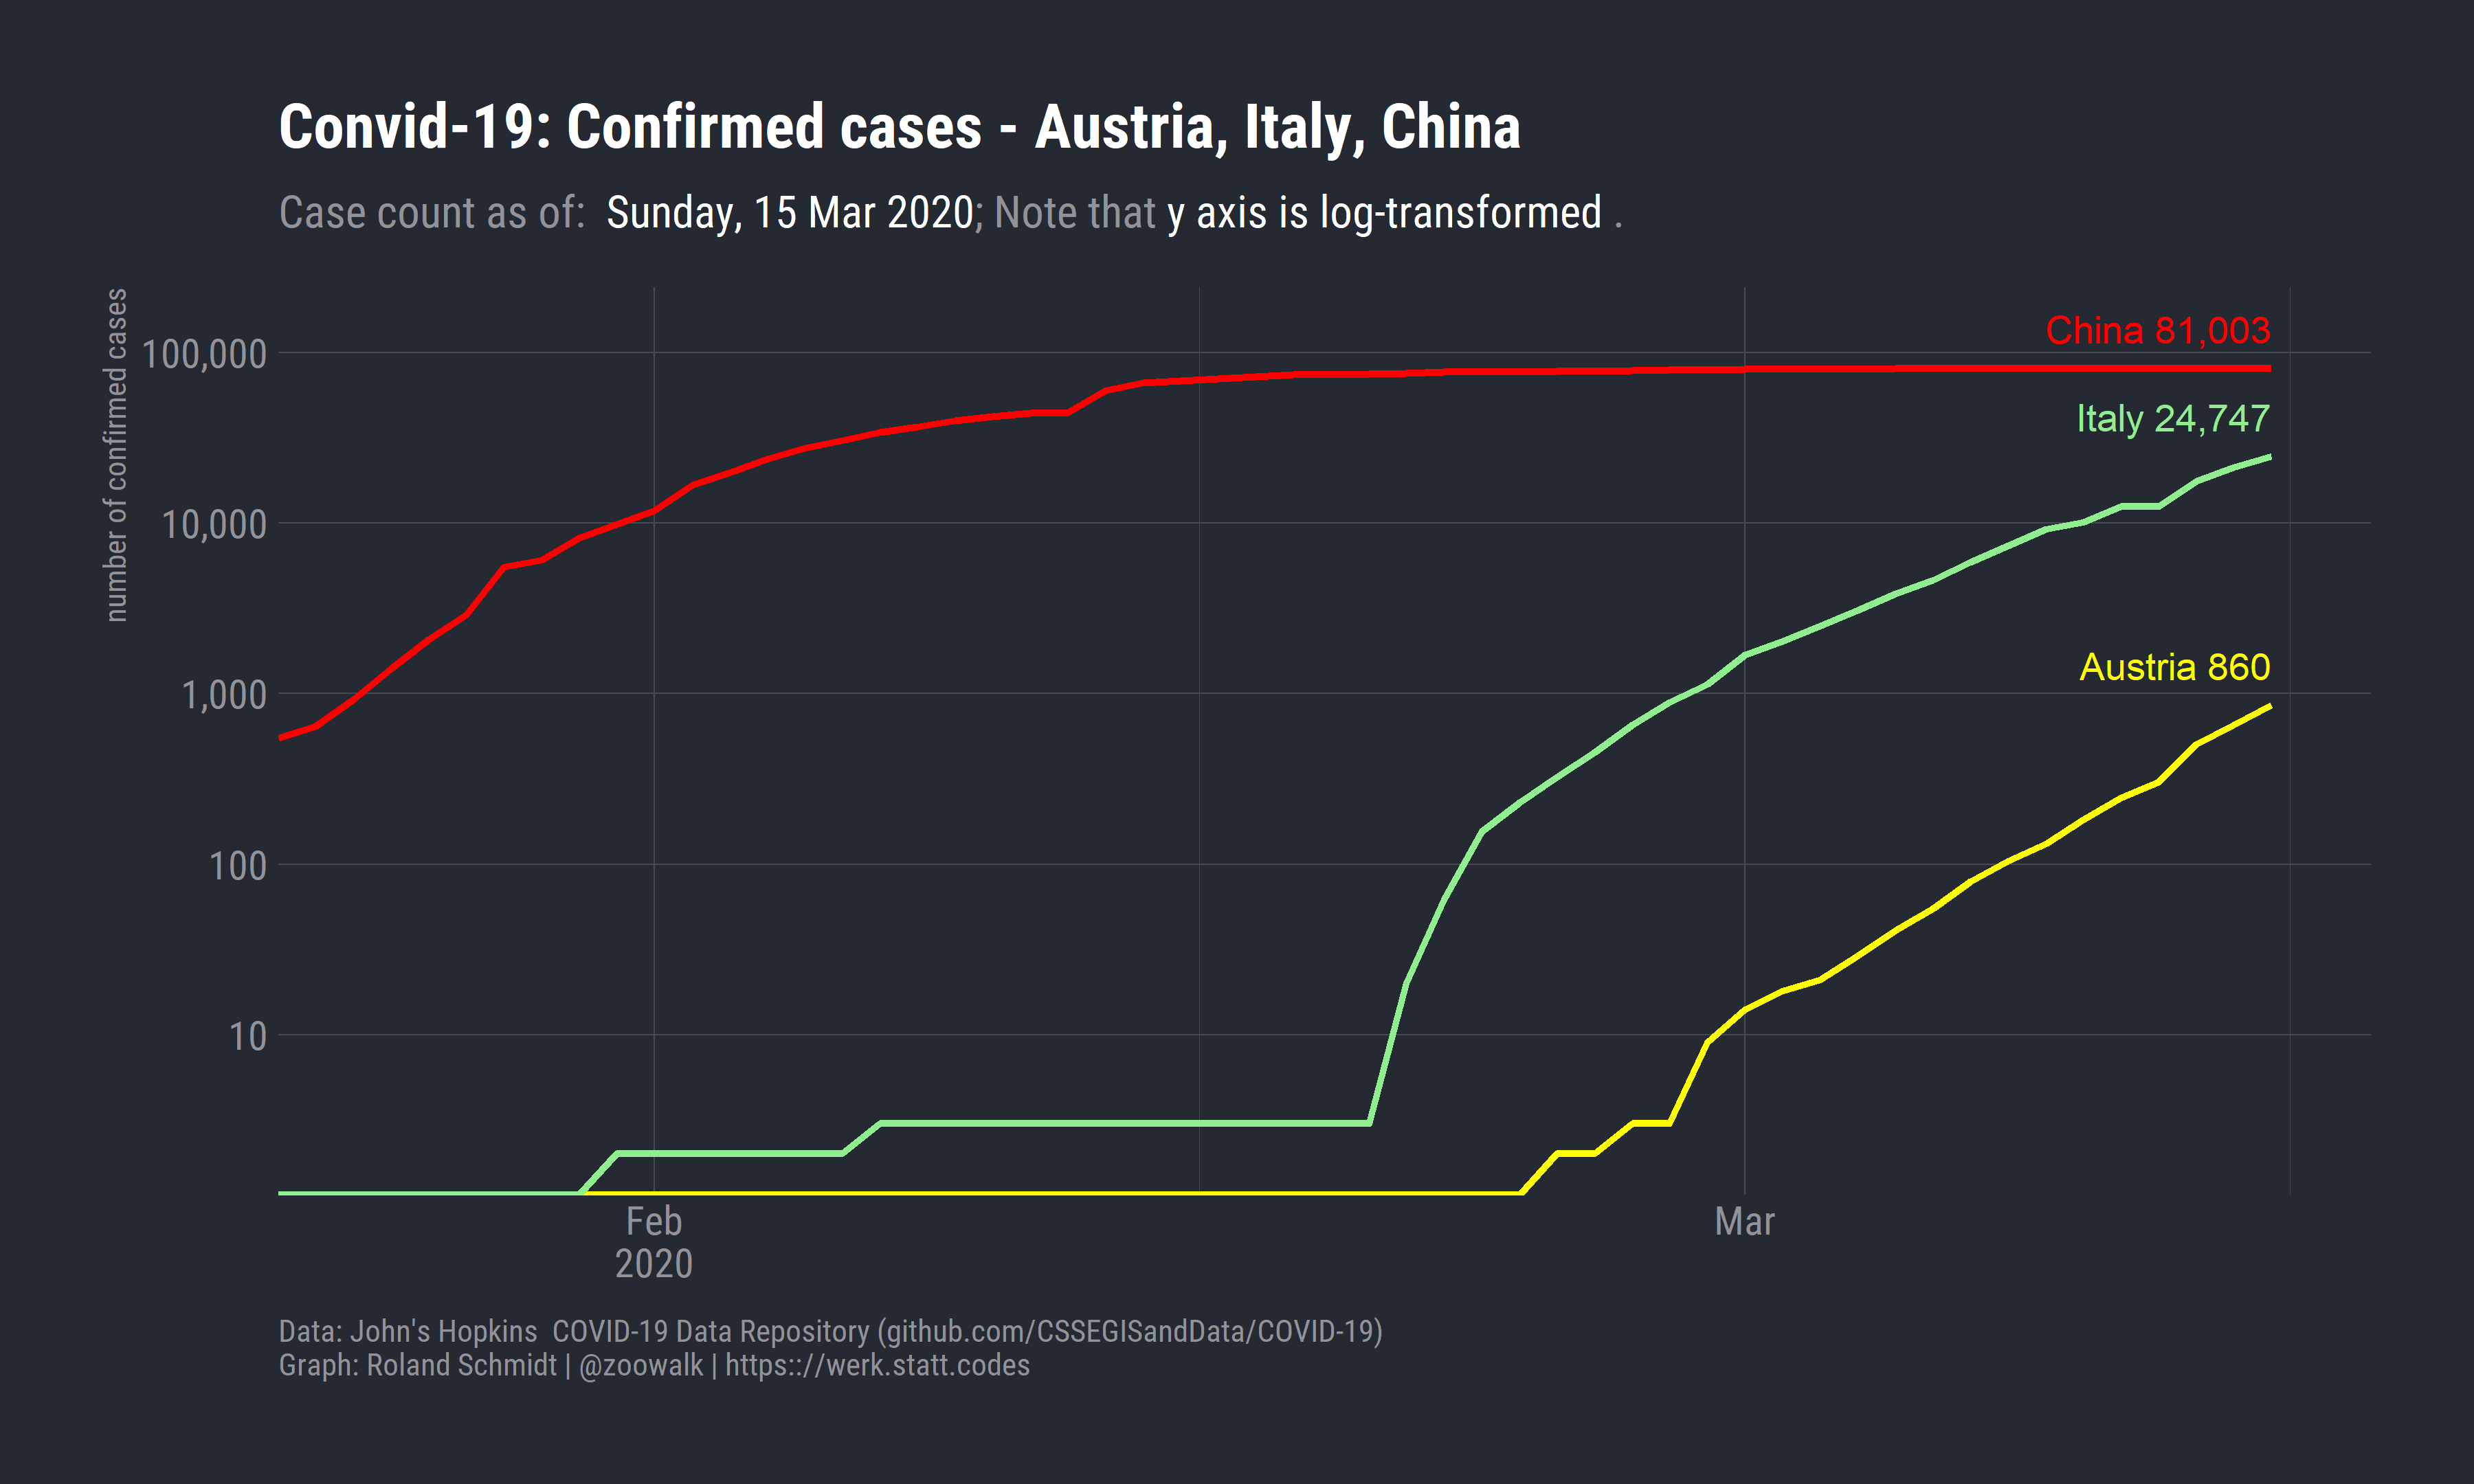 Convid-19: Confirmed cases - Austria, Italy, China
Case count as of:  Sunday, 15 Mar 2020; Note that y axis is log-transformed .
number of confirmed cases
100,000
10,000
1,000
100
10
China 81,003
Italy 24,747
Austria 860
Feb
2020
Mar
Data: John's Hopkins  COVID-19 Data Repository (github.com/CSSEGISandData/COVID-19)
Graph: Roland Schmidt | @zoowalk | https:://werk.statt.codes